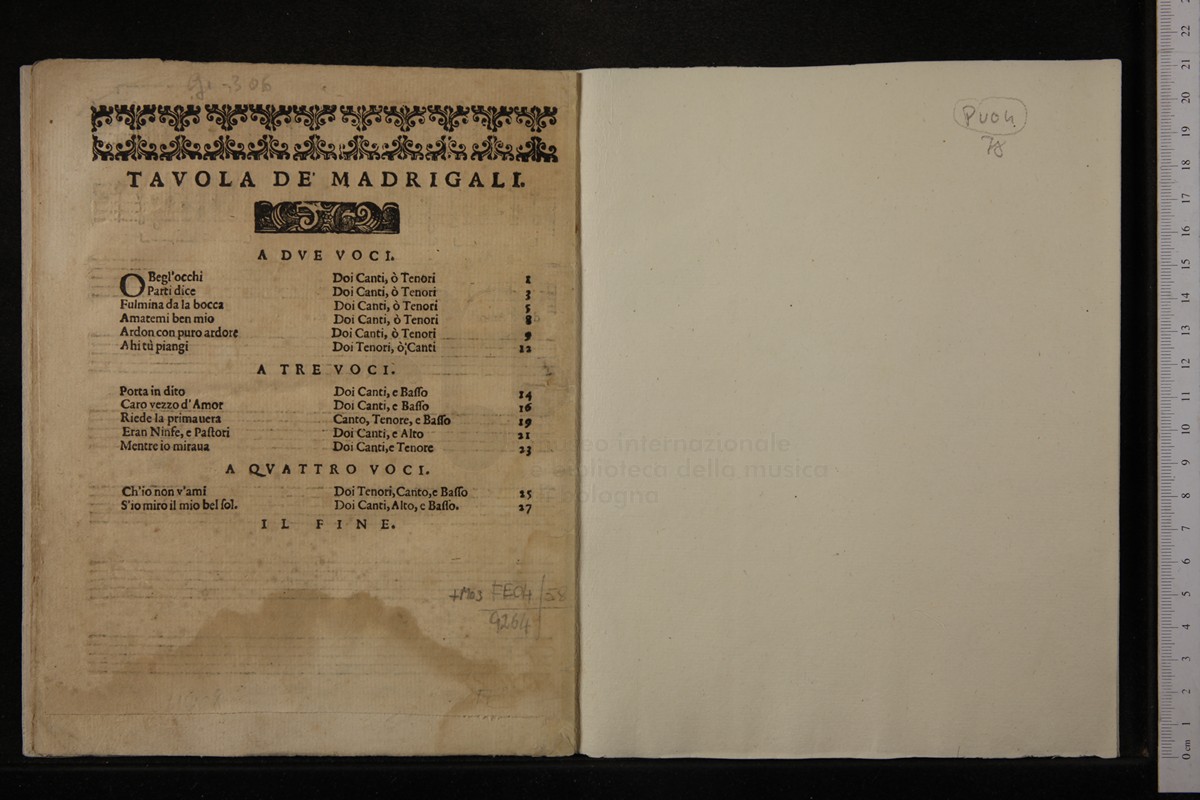 306
TAVOLA DE' MADRIGALI.
A DVE VOCI.
O Begl'occhi Doi Canti, ò Tenori 1
Parti dice Doi Canti, ò Tenori 3
Fulmina da la bocca Doi Canti, ò Tenori 5
Amatemi ben mio Doi Canti, ò Tenori 8
Ardon con puro ardore Doi Canti, ò Tenori 9
Ahi tù piangi Doi Tenori, ò Canti 12
A TRE VOCI.
Porta in dito Doi Canti, e Basso 14
Caro vezzo d'Amor Doi Canti, e Basso 16
Riede la primauera Canto, Tenore, e Basso 19
Eran Ninfe, e Pastori Doi Canti, e Alto 21
Mentre io miraua Doi Canti, e Tenore 23
A QVATTRO VOCI.
Ch'io non v'ami Doi Tenori, Canto, e Basso 25
S'io miro il mio bel sol. Doi Canti, Alto, e Basso. 27
IL FINE.
9264
museo internazionale
e biblioteca della musica
di bologna
78